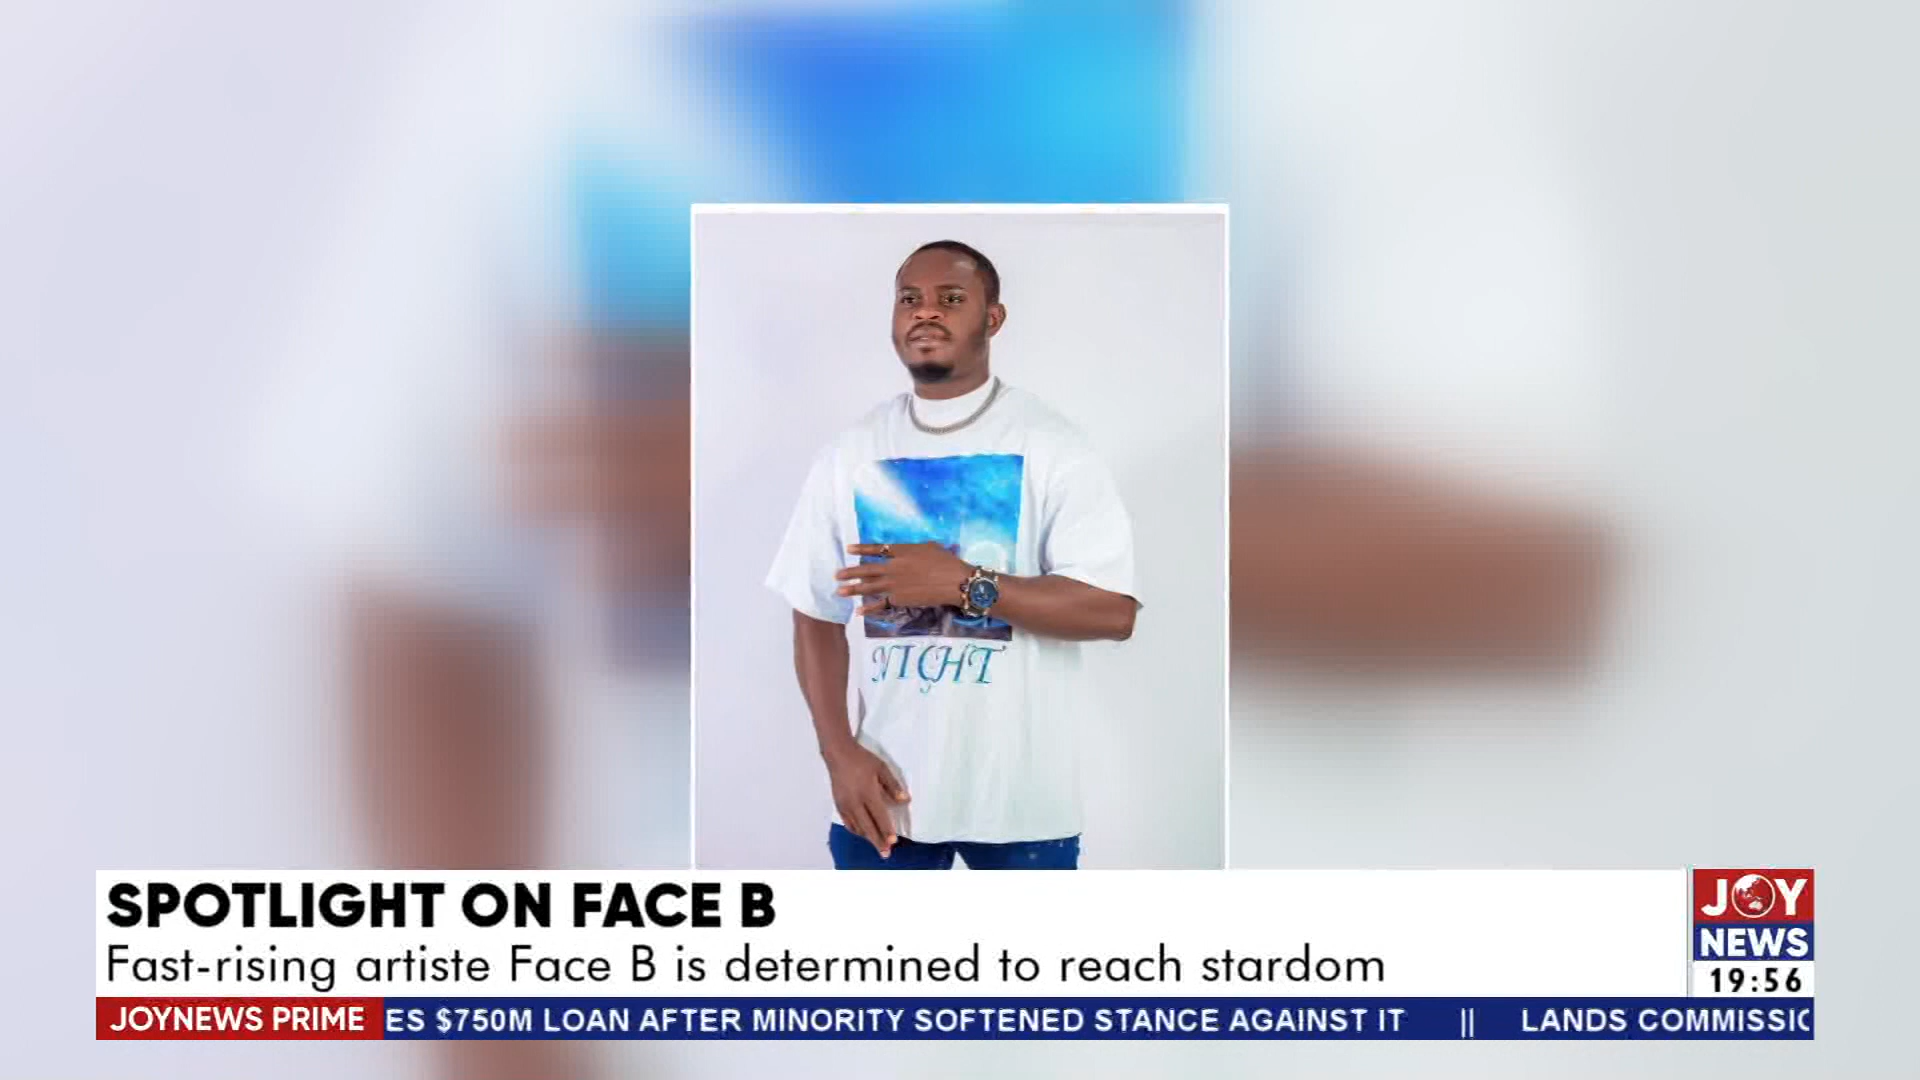 NIGHT
SPOTLIGHT ON FACE B
Fast-rising artiste Face B is determined to reach stardom
JOY
NEWS
19:56
JOYNEWS PRIME
ES $750M LOAN AFTER MINORITY SOFTENED STANCE AGAINST IT || LANDS COMMISSIC